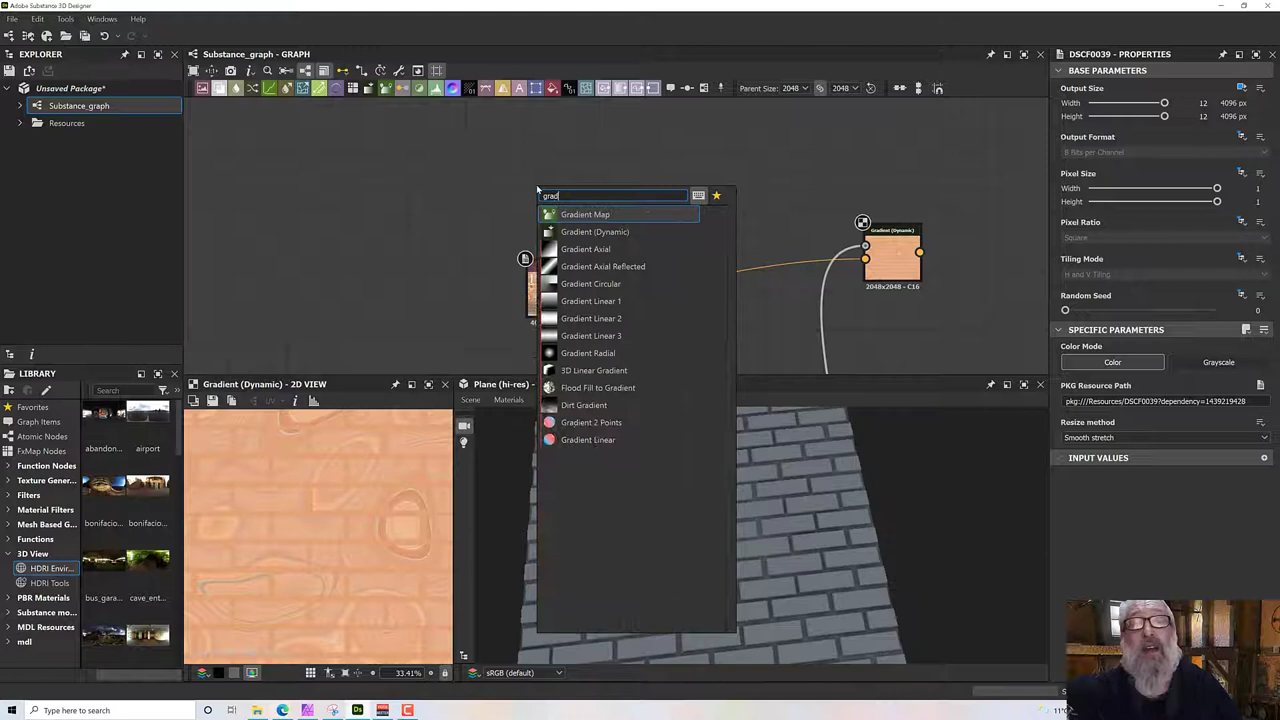 Adobe Substance 3D Designer
File Edit Tools Windows Help
EXPLORER
Unsaved Package*
Substance_graph
Resources
Substance_graph - GRAPH
Parent Size: 2048 2048
grad
Gradient Map
Gradient (Dynamic)
Gradient Axial
Gradient Axial Reflected
Gradient Circular
Gradient Linear 1
Gradient Linear 2
Gradient Linear 3
Gradient Radial
3D Linear Gradient
Flood Fill to Gradient
Dirt Gradient
Gradient 2 Points
Gradient Linear
Gradient (Dynamic)
2048x2048 - C16
LIBRARY
Search
Favorites
Graph Items
Atomic Nodes
FxMap Nodes
Function Nodes
Texture Gener...
Filters
Material Filters
Mesh Based G...
Functions
3D View
HDRI Envir...
HDRI Tools
PBR Materials
Substance mo...
MDL Resources
mdl
abandon... airport
bonifacio... bonifacio...
bus_gara... cave_ent...
Gradient (Dynamic) - 2D VIEW
UV
33.41%
Plane (hi-res) -
Scene Materials
sRGB (default)
DSCF0039 - PROPERTIES
BASE PARAMETERS
Output Size
Width 12 4096 px
Height 12 4096 px
Output Format
8 Bits per Channel
Pixel Size
Width 1
Height 1
Pixel Ratio
Square
Tiling Mode
H and V Tiling
Random Seed
0
SPECIFIC PARAMETERS
Color Mode
Color Grayscale
PKG Resource Path
pkg:///Resources/DSCF0039?dependency=1439219428
Resize method
Smooth stretch
INPUT VALUES
Type here to search